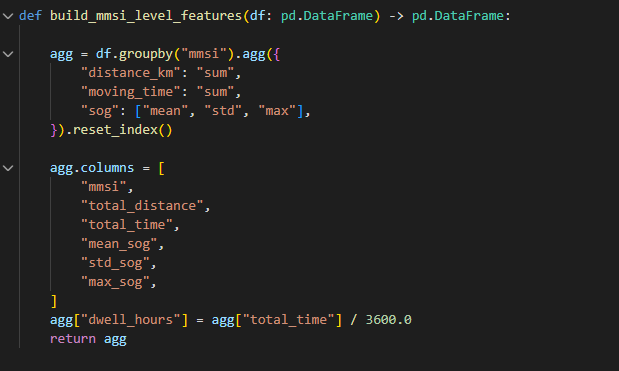 def build_mmsi_level_features(df: pd.DataFrame) -> pd.DataFrame:
    agg = df.groupby("mmsi").agg({
        "distance_km": "sum",
        "moving_time": "sum",
        "sog": ["mean", "std", "max"],
    }).reset_index()
    agg.columns = [
        "mmsi",
        "total_distance",
        "total_time",
        "mean_sog",
        "std_sog",
        "max_sog",
    ]
    agg["dwell_hours"] = agg["total_time"] / 3600.0
    return agg